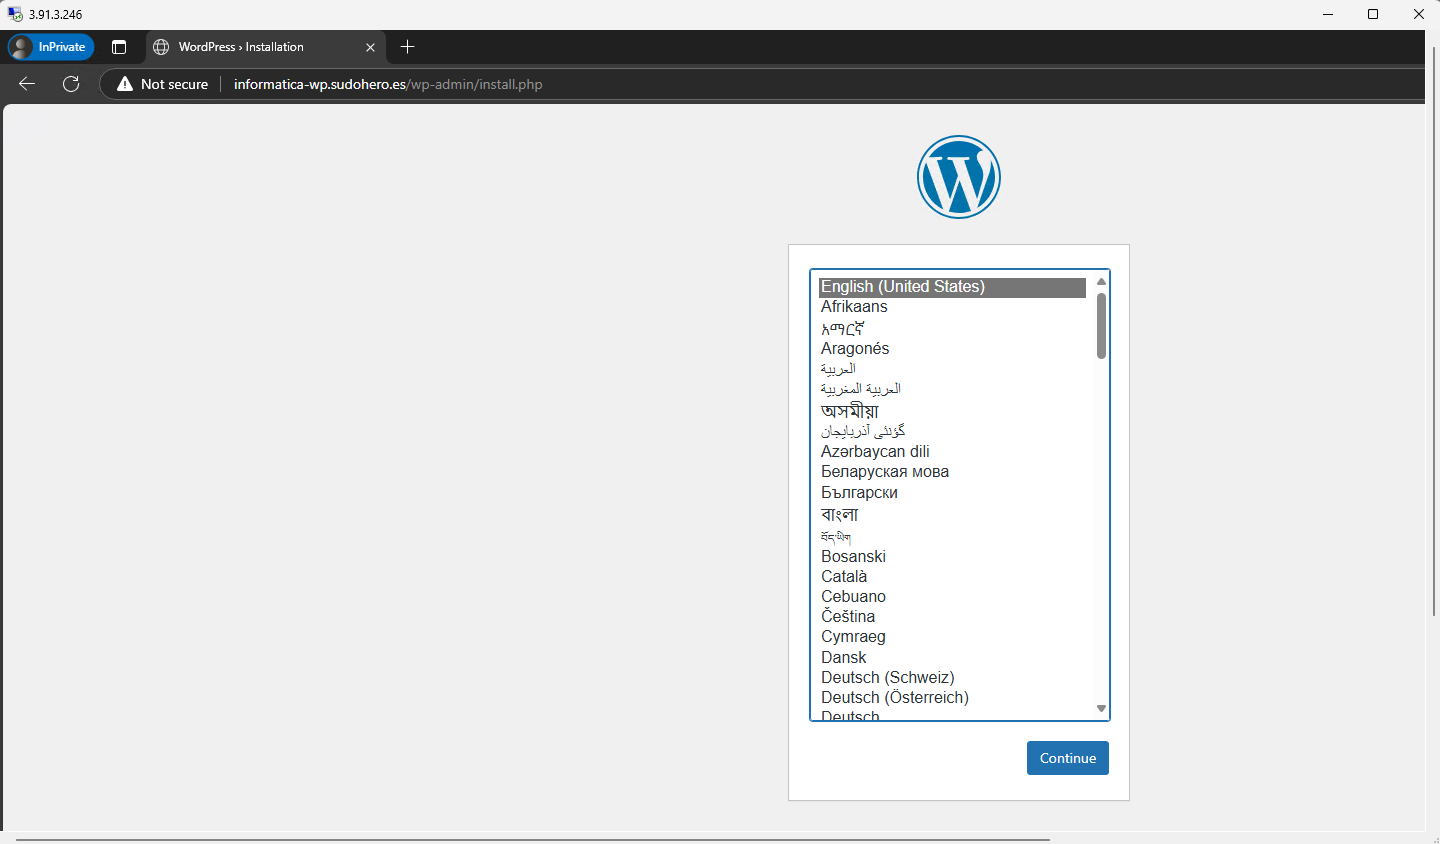 3.91.3.246
InPrivate
WordPress › Installation
Not secure
informatica-wp.sudohero.es/wp-admin/install.php
English (United States)
Afrikaans
አማርኛ
Aragonés
العربية
العربية المغربية
অসমীয়া
گؤنئی آذربایجان
Azərbaycan dili
Беларуская мова
Български
বাংলা
བོད་ཡིག
Bosanski
Català
Cebuano
Čeština
Cymraeg
Dansk
Deutsch (Schweiz)
Deutsch (Österreich)
Deutsch
Continue